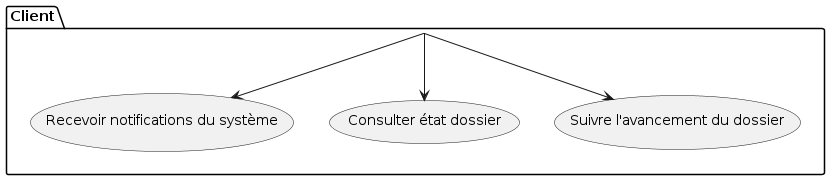 Client
Recevoir notifications du système
Consulter état dossier
Suivre l'avancement du dossier